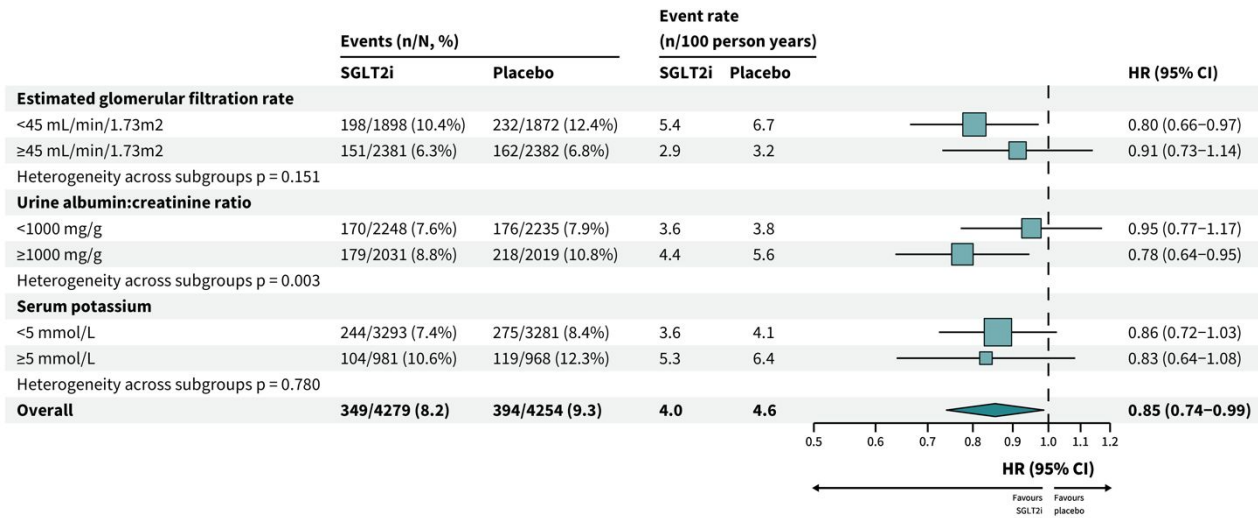 Event rate
Events (n/N, %) (n/100 person years)
SGLT2i Placebo SGLT2i Placebo HR (95% CI)
Estimated glomerular filtration rate
<45 mL/min/1.73m2 198/1898 (10.4%) 232/1872 (12.4%) 5.4 6.7 0.80 (0.66–0.97)
≥45 mL/min/1.73m2 151/2381 (6.3%) 162/2382 (6.8%) 2.9 3.2 0.91 (0.73–1.14)
Heterogeneity across subgroups p = 0.151
Urine albumin:creatinine ratio
<1000 mg/g 170/2248 (7.6%) 176/2235 (7.9%) 3.6 3.8 0.95 (0.77–1.17)
≥1000 mg/g 179/2031 (8.8%) 218/2019 (10.8%) 4.4 5.6 0.78 (0.64–0.95)
Heterogeneity across subgroups p = 0.003
Serum potassium
<5 mmol/L 244/3293 (7.4%) 275/3281 (8.4%) 3.6 4.1 0.86 (0.72–1.03)
≥5 mmol/L 104/981 (10.6%) 119/968 (12.3%) 5.3 6.4 0.83 (0.64–1.08)
Heterogeneity across subgroups p = 0.780
Overall 349/4279 (8.2) 394/4254 (9.3) 4.0 4.6 0.85 (0.74–0.99)
0.5 0.6 0.7 0.8 0.9 1.0 1.1 1.2
HR (95% CI)
Favours Favours
SGLT2i placebo